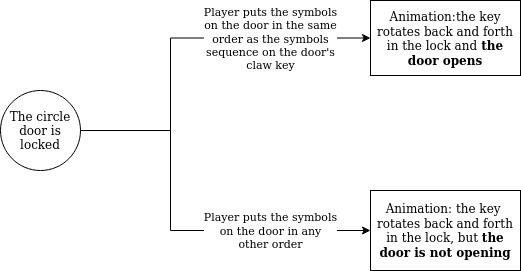 The circle
door is
locked
Player puts the symbols
on the door in the same
order as the symbols
sequence on the door's
claw key
Animation:the key
rotates back and forth
in the lock and the
door opens
Player puts the symbols
on the door in any
other order
Animation: the key
rotates back and forth
in the lock, but the
door is not opening